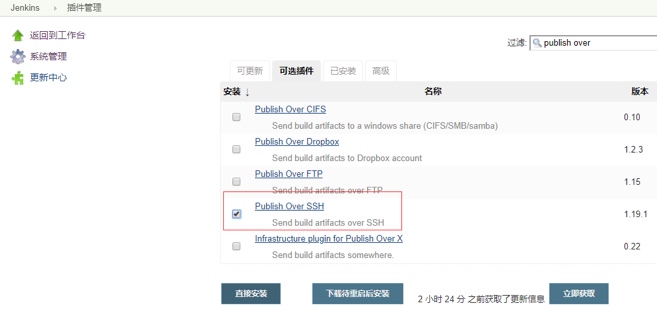 Jenkins › 插件管理
返回到工作台
系统管理
更新中心
过滤: publish over
可更新 可选插件 已安装 高级
安装 ↓ 名称 版本
Publish Over CIFS
Send build artifacts to a windows share (CIFS/SMB/samba)
0.10
Publish Over Dropbox
Send build artifacts to Dropbox account
1.2.3
Publish Over FTP
Send build artifacts over FTP
1.15
Publish Over SSH
Send build artifacts over SSH
1.19.1
Infrastructure plugin for Publish Over X
Send build artifacts somewhere.
0.22
直接安装 下载待重启后安装 2 小时 24 分 之前获取了更新信息 立即获取